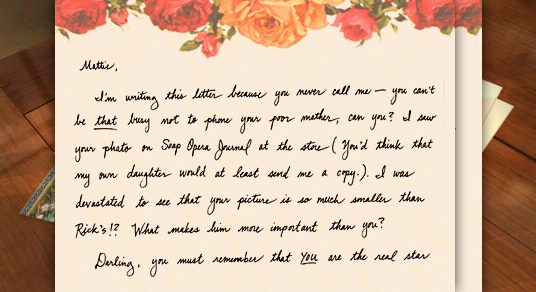 Mattie,
I'm writing this letter because you never call me — you can't
be that busy not to phone your poor mother, can you? I saw
your photo on Soap Opera Journal at the store (You'd think that
my own daughter would at least send me a copy.). I was
devastated to see that your picture is so much smaller than
Rick's!? What makes him more important than you?
Darling, you must remember that YOU are the real star